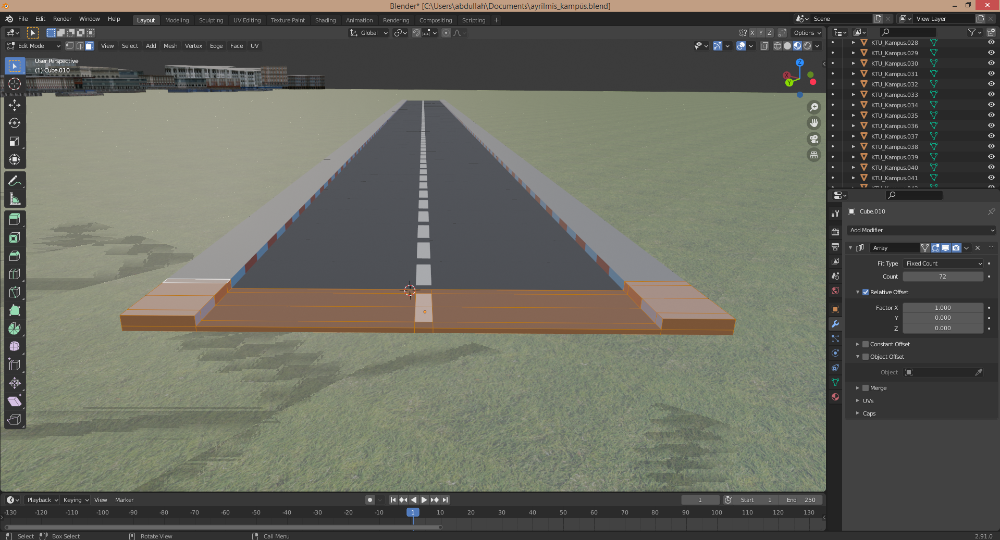 Blender* [C:\Users\abdullah\Documents\ayrilmis_kampüs.blend]
File Edit Render Window Help
Layout Modeling Sculpting UV Editing Texture Paint Shading Animation Rendering Compositing Scripting +
Scene View Layer
Global
X Y Z Options
Edit Mode View Select Add Mesh Vertex Edge Face UV
User Perspective
(1) Cube.010
Z
X
Y
KTU_Kampus.028
KTU_Kampus.029
KTU_Kampus.030
KTU_Kampus.031
KTU_Kampus.032
KTU_Kampus.033
KTU_Kampus.034
KTU_Kampus.035
KTU_Kampus.036
KTU_Kampus.037
KTU_Kampus.038
KTU_Kampus.039
KTU_Kampus.040
KTU_Kampus.041
Cube.010
Add Modifier
Array
Fit Type Fixed Count
Count 72
Relative Offset
Factor X 1.000
Y 0.000
Z 0.000
Constant Offset
Object Offset
Object
Merge
UVs
Caps
Playback Keying View Marker
1 Start 1 End 250
-130 -120 -110 -100 -90 -80 -70 -60 -50 -40 -30 -20 -10 1 10 20 30 40 50 60 70 80 90 100 110 120 130
Select Box Select Rotate View Call Menu 2.91.0